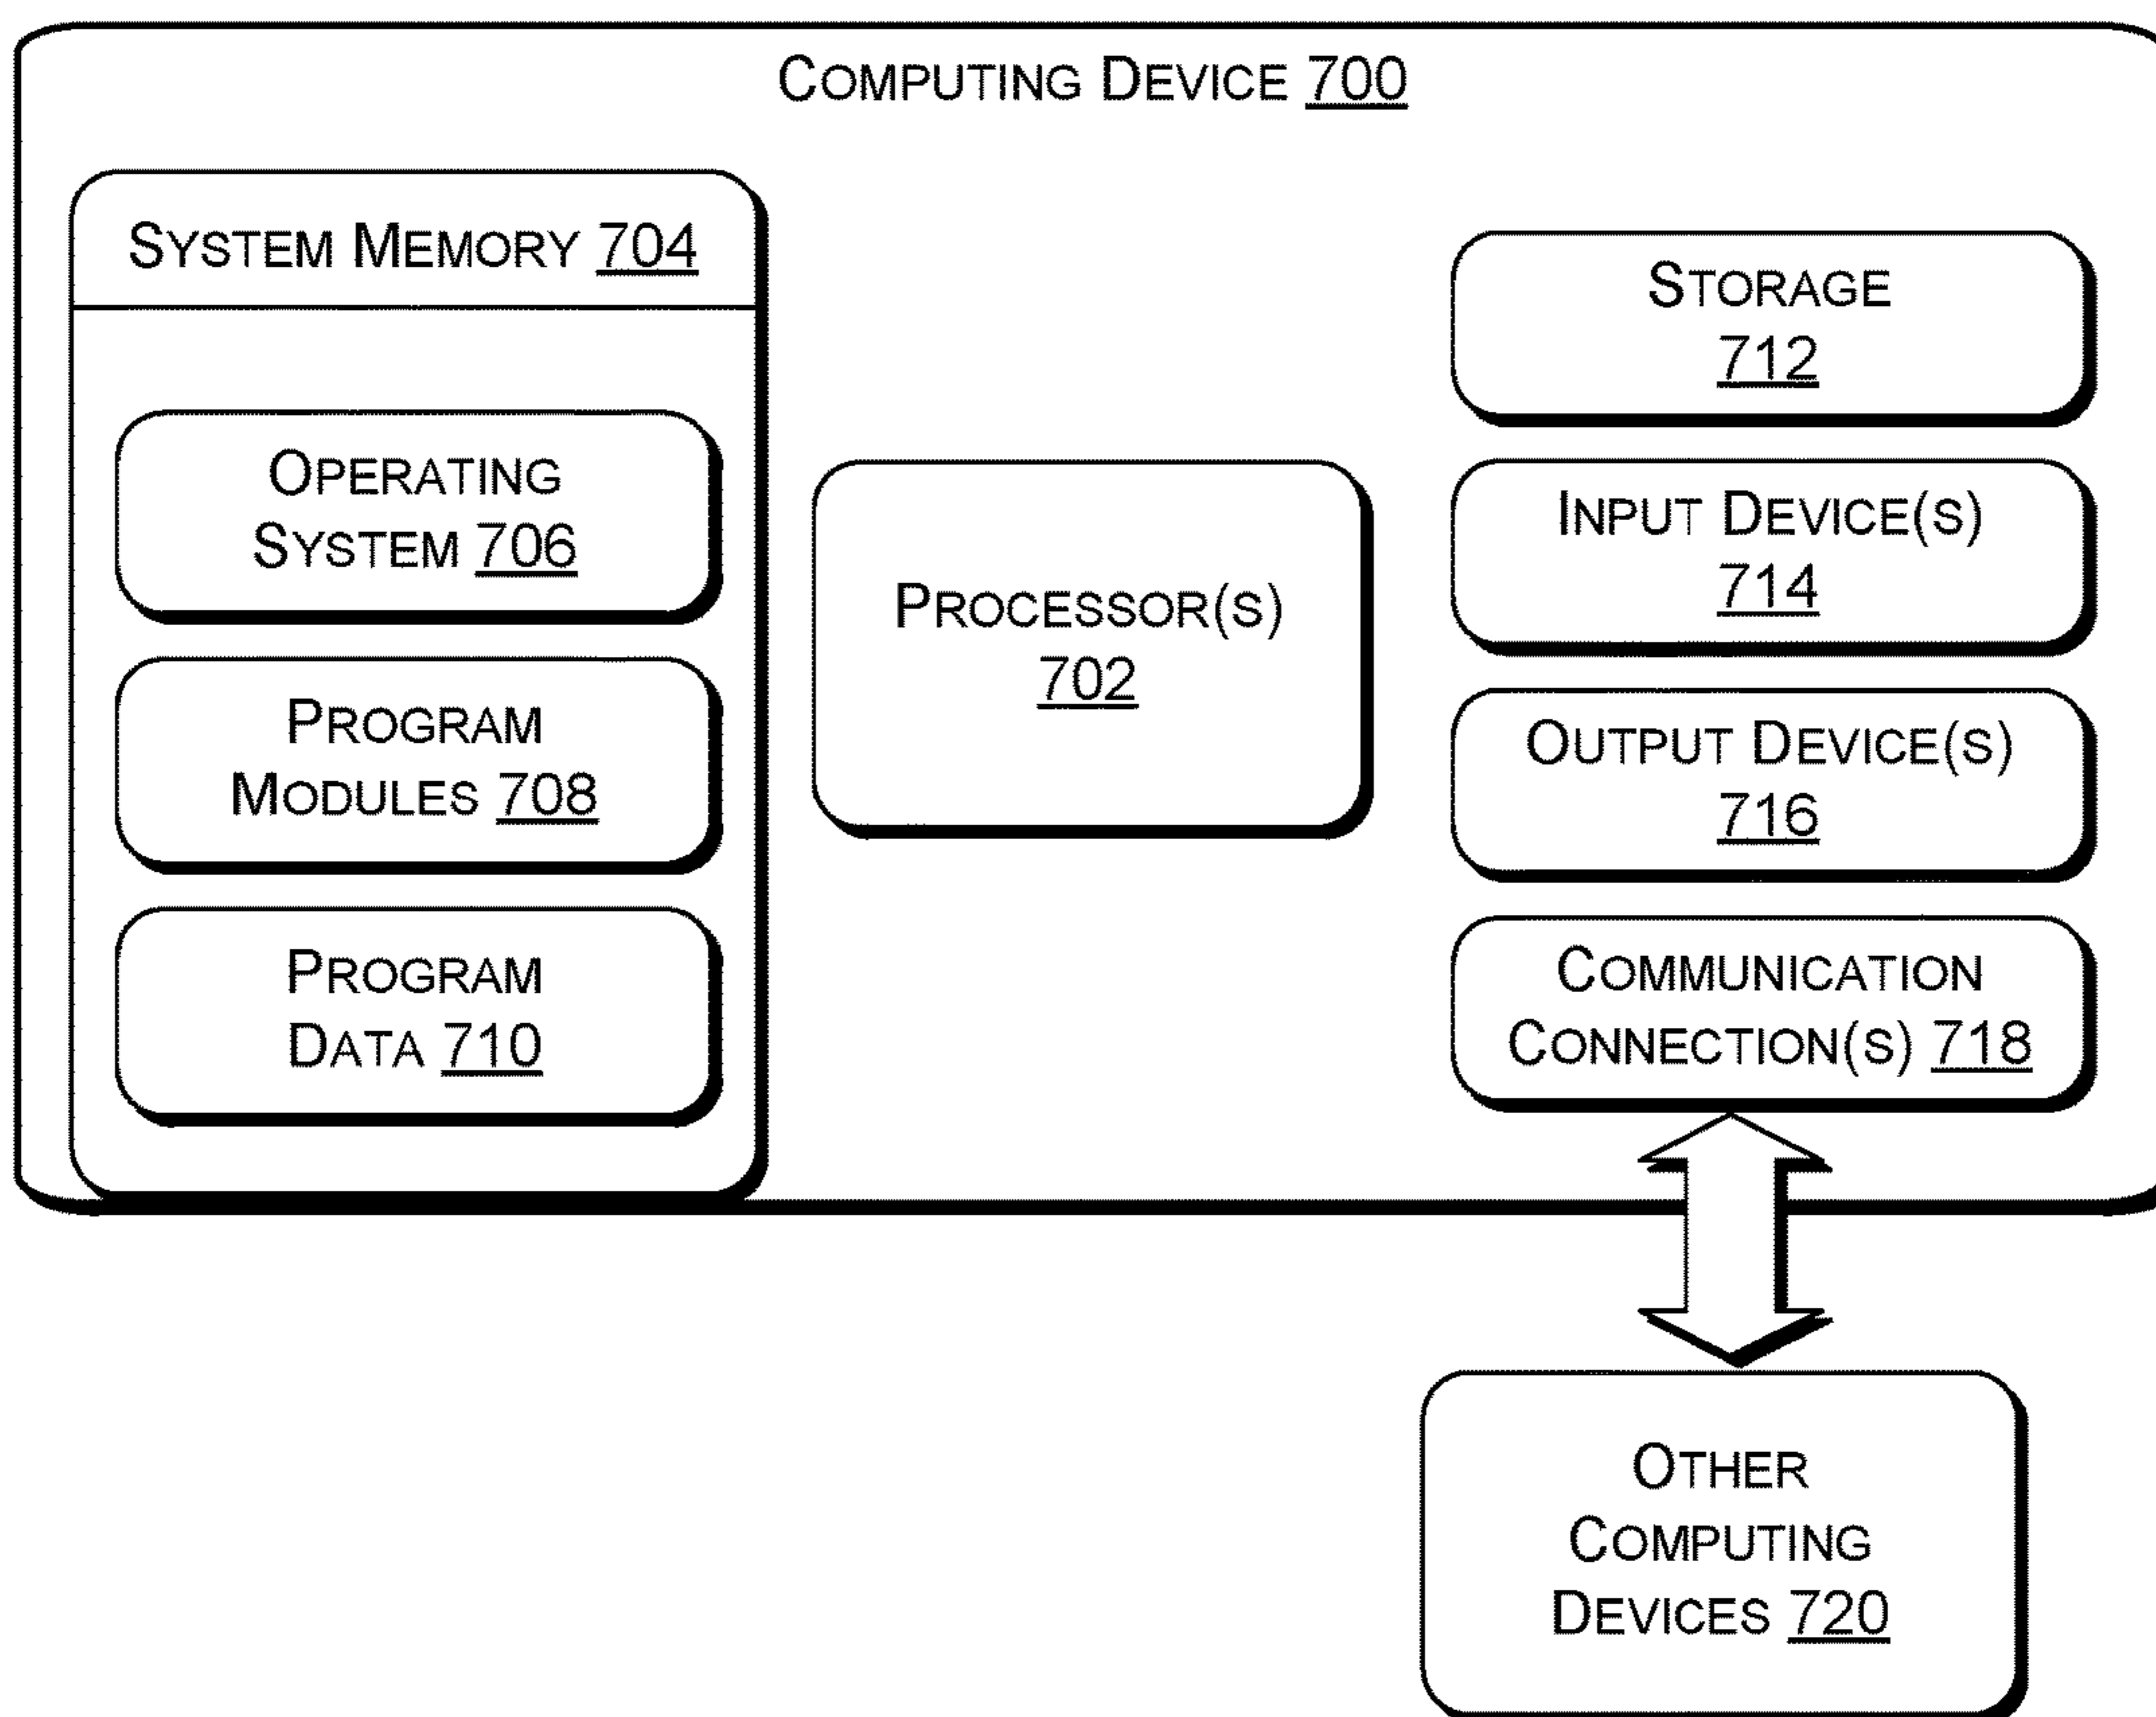 COMPUTING DEVICE 700
SYSTEM MEMORY 704
OPERATING
SYSTEM 706
PROGRAM
MODULES 708
PROGRAM
DATA 710
PROCESSOR(S)
702
STORAGE
712
INPUT DEVICE(S)
714
OUTPUT DEVICE(S)
716
COMMUNICATION
CONNECTION(S) 718
OTHER
COMPUTING
DEVICES 720